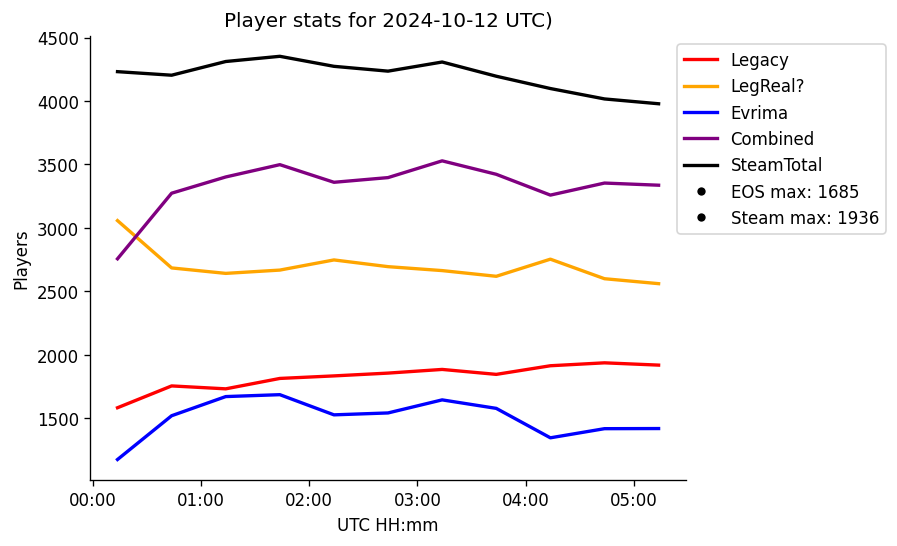 Player stats for 2024-10-12 UTC)
4500
4000
3500
3000
2500
2000
1500
Players
00:00 01:00 02:00 03:00 04:00 05:00
UTC HH:mm
Legacy
LegReal?
Evrima
Combined
SteamTotal
EOS max: 1685
Steam max: 1936